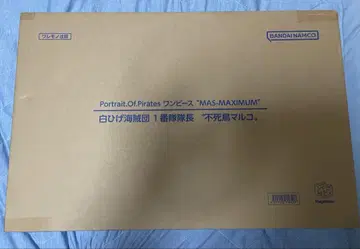 ワレモノ注意
BANDAI NAMCO
Portrait.Of.Pirates ワンピース "MAS-MAXIMUM"
白ひげ海賊団 1番隊隊長 "不死鳥マルコ"